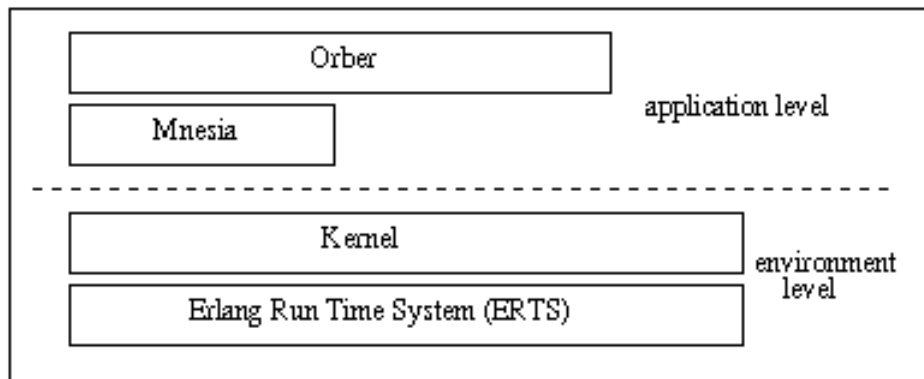 Orber
application level
Mnesia
Kernel
environment
level
Erlang Run Time System (ERTS)